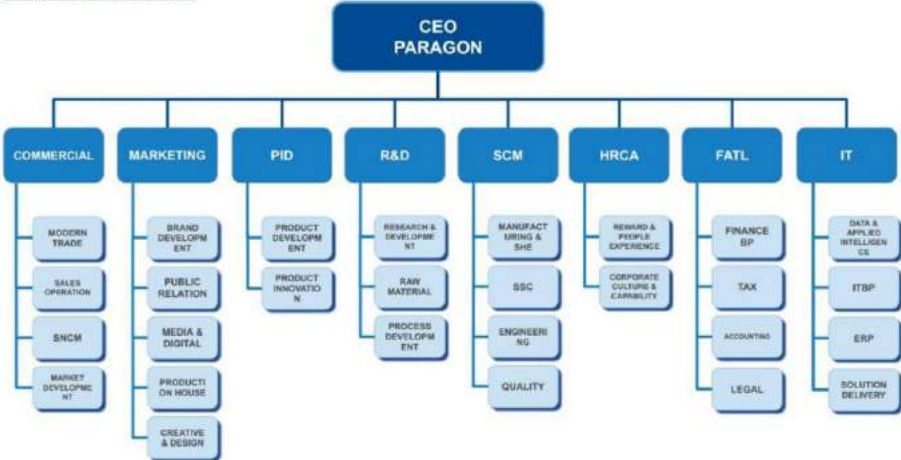 CEO
PARAGON
COMMERCIAL
MARKETING
PID
R&D
SCM
HRCA
FATL
IT
MODERN
TRADE
SALES
OPERATION
SNCM
MARKET
DEVELOPME
NT
BRAND
DEVELOPM
ENT
PUBLIC
RELATION
MEDIA &
DIGITAL
PRODUCTI
ON HOUSE
CREATIVE
& DESIGN
PRODUCT
DEVELOPM
ENT
PRODUCT
INNOVATIO
N
RESEARCH &
DEVELOPME
NT
RAW
MATERIAL
PROCESS
DEVELOPM
ENT
MANUFACT
URING &
SHE
SSC
ENGINEERI
NG
QUALITY
REWARD &
PEOPLE
EXPERIENCE
CORPORATE
CULTURE &
CAPABILITY
FINANCE
BP
TAX
ACCOUNTING
LEGAL
DATA &
APPLIED
INTELLIGEN
CE
ITBP
ERP
SOLUTION
DELIVERY